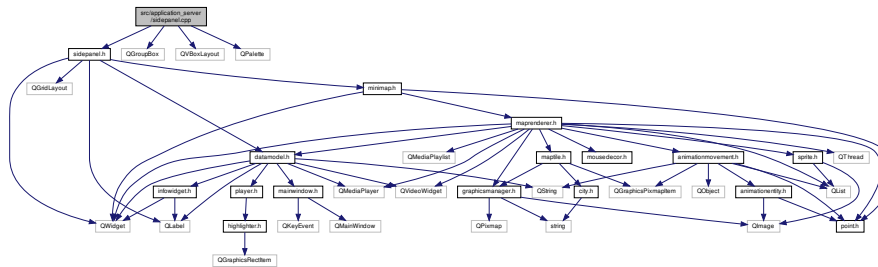 src/application_server
/sidepanel.cpp
sidepanel.h
QGroupBox
QVBoxLayout
QPalette
QGridLayout
minimap.h
maprenderer.h
datamodel.h
QMediaPlaylist
maptile.h
mousedecor.h
animationmovement.h
sprite.h
QThread
infowidget.h
player.h
mainwindow.h
QMediaPlayer
QVideoWidget
graphicsmanager.h
QString
city.h
QGraphicsPixmapItem
QObject
animationentity.h
QList
QWidget
QLabel
highlighter.h
QKeyEvent
QMainWindow
QPixmap
string
QImage
point.h
QGraphicsRectItem